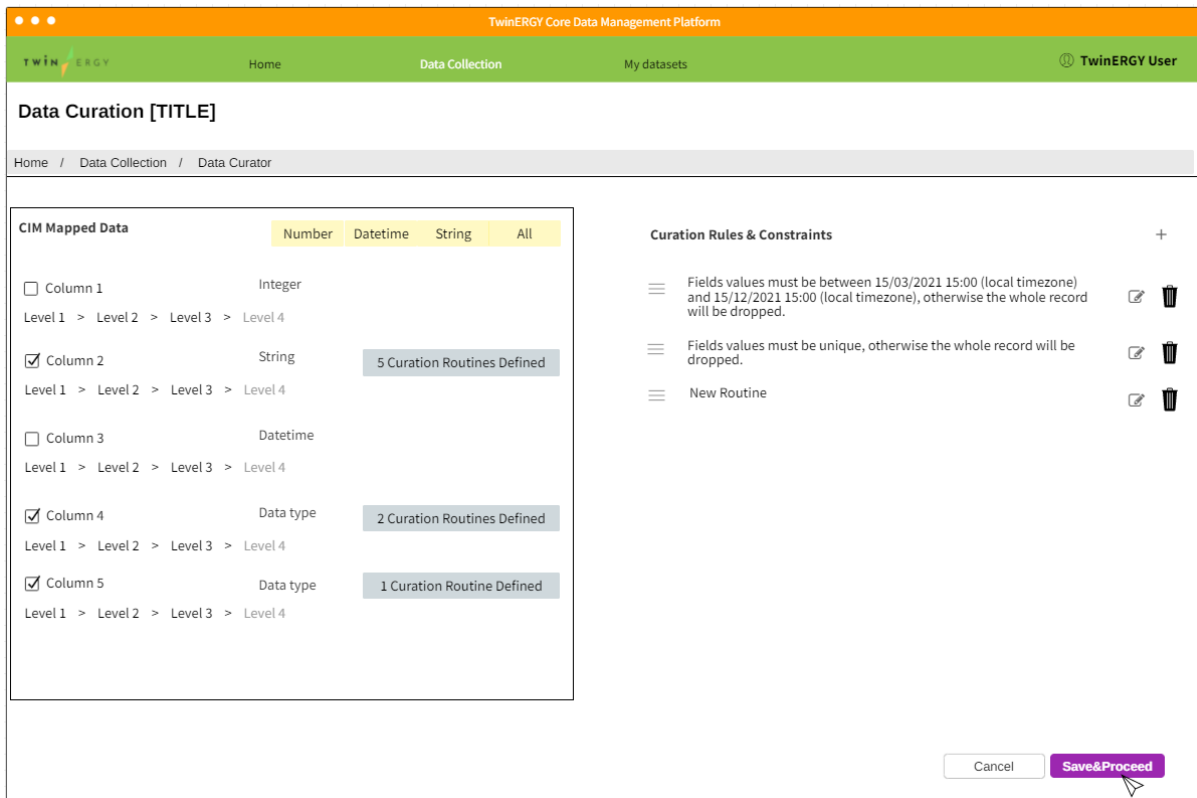 TwinERGY Core Data Management Platform
TWIN ERGY
Home
Data Collection
My datasets
TwinERGY User
Data Curation [TITLE]
Home / Data Collection / Data Curator
CIM Mapped Data
Number
Datetime
String
All
Column 1
Integer
Level 1 > Level 2 > Level 3 > Level 4
Column 2
String
5 Curation Routines Defined
Level 1 > Level 2 > Level 3 > Level 4
Column 3
Datetime
Level 1 > Level 2 > Level 3 > Level 4
Column 4
Data type
2 Curation Routines Defined
Level 1 > Level 2 > Level 3 > Level 4
Column 5
Data type
1 Curation Routine Defined
Level 1 > Level 2 > Level 3 > Level 4
Curation Rules & Constraints
+
Fields values must be between 15/03/2021 15:00 (local timezone)
and 15/12/2021 15:00 (local timezone), otherwise the whole record
will be dropped.
Fields values must be unique, otherwise the whole record will be
dropped.
New Routine
Cancel
Save&Proceed